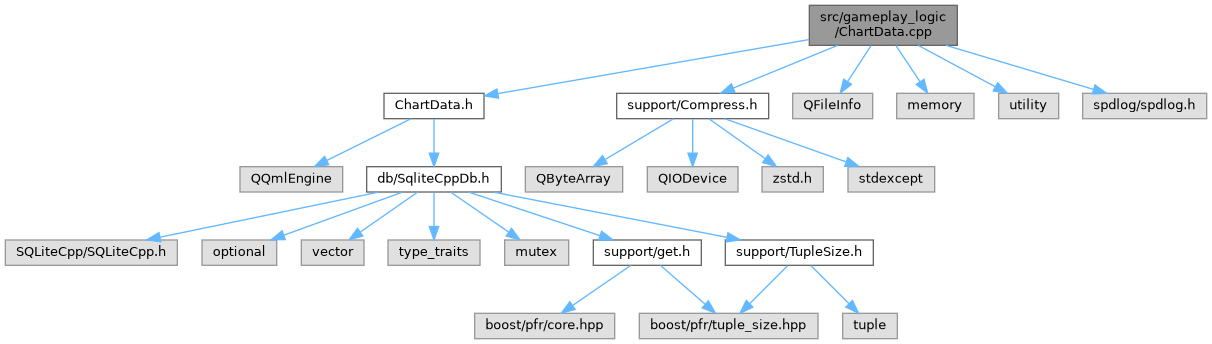 src/gameplay_logic
/ChartData.cpp
ChartData.h
support/Compress.h
QFileInfo
memory
utility
spdlog/spdlog.h
QQmlEngine
db/SqliteCppDb.h
QByteArray
QIODevice
zstd.h
stdexcept
SQLiteCpp/SQLiteCpp.h
optional
vector
type_traits
mutex
support/get.h
support/TupleSize.h
boost/pfr/core.hpp
boost/pfr/tuple_size.hpp
tuple